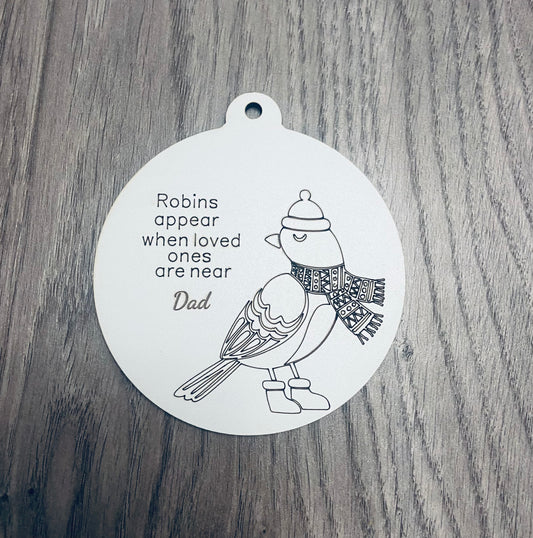 Robins
appear
when loved
ones
are near
Dad